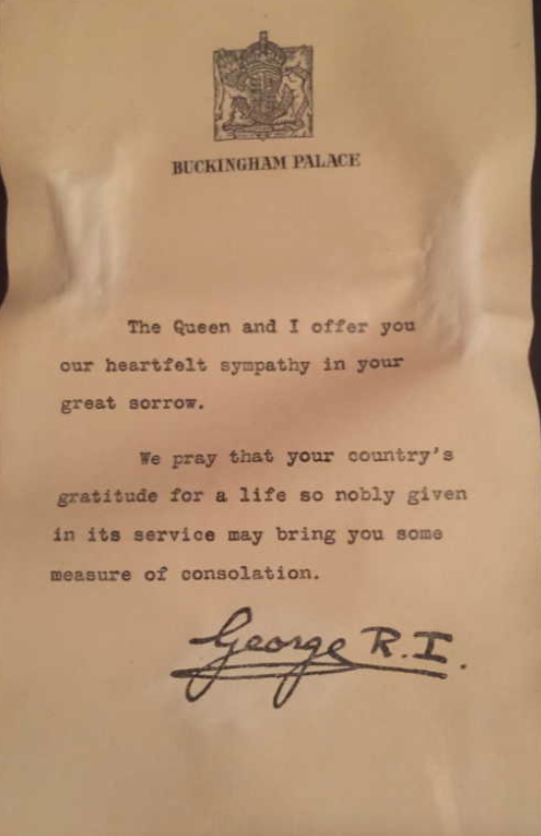 BUCKINGHAM PALACE
The Queen and I offer you
our heartfelt sympathy in your
great sorrow.
We pray that your country's
gratitude for a life so nobly given
in its service may bring you some
measure of consolation.
George R.I.